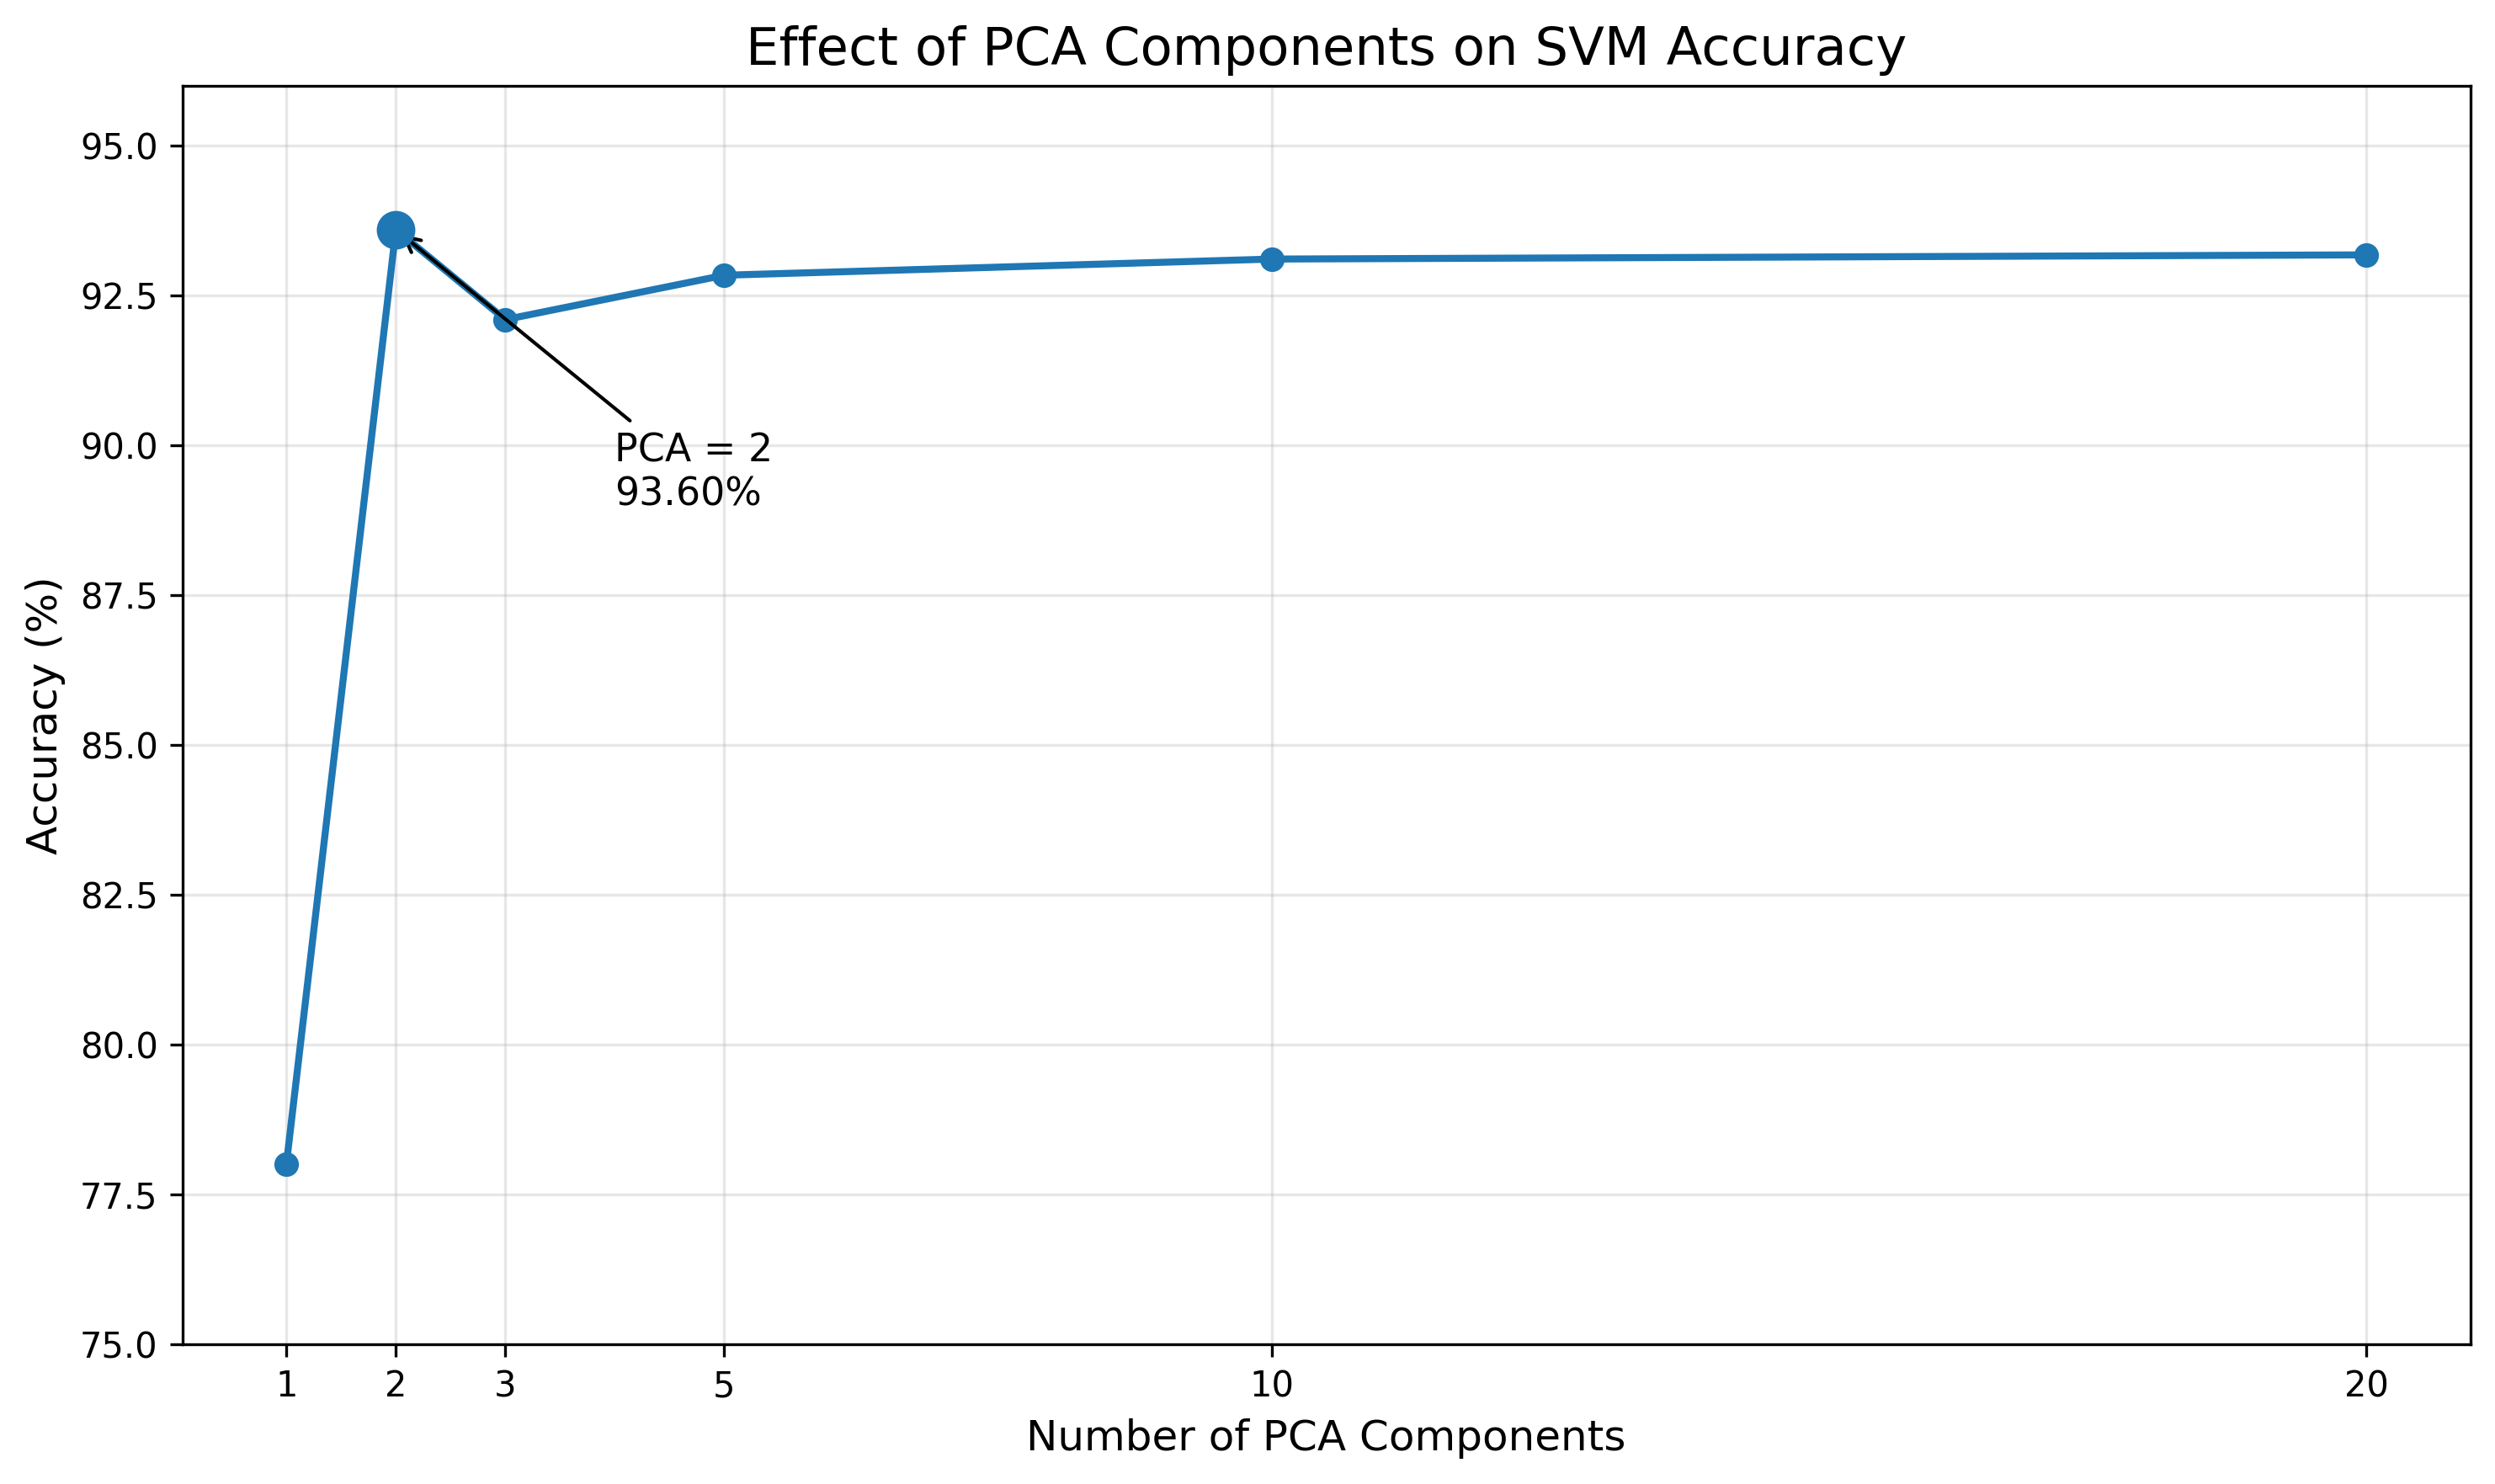 Effect of PCA Components on SVM Accuracy
95.0
92.5
90.0
87.5
85.0
82.5
80.0
77.5
75.0
Accuracy (%)
PCA = 2
93.60%
1 2 3 5 10 20
Number of PCA Components